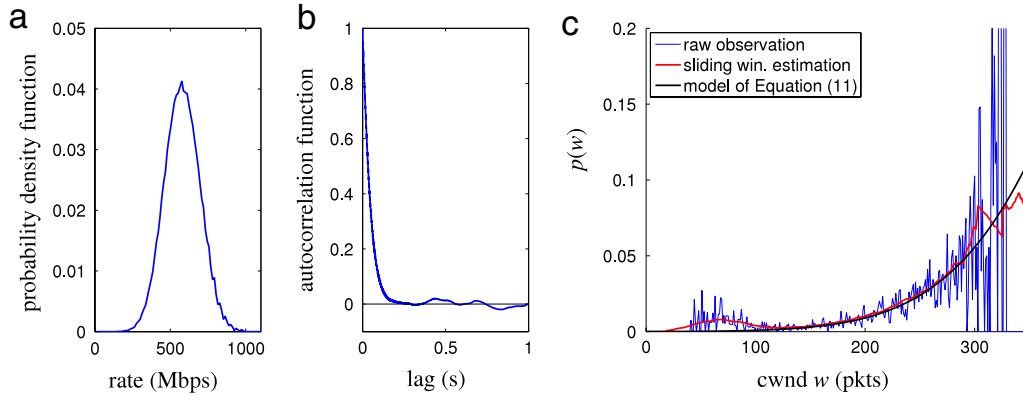 a
probability density function
0.05
0.04
0.03
0.02
0.01
0
0
500
1000
rate (Mbps)
b
autocorrelation function
1
0.8
0.6
0.4
0.2
0
0
0.5
1
lag (s)
c
raw observation
sliding win. estimation
model of Equation (11)
p(w)
0.2
0.15
0.1
0.05
0
0
100
200
300
cwnd w (pkts)